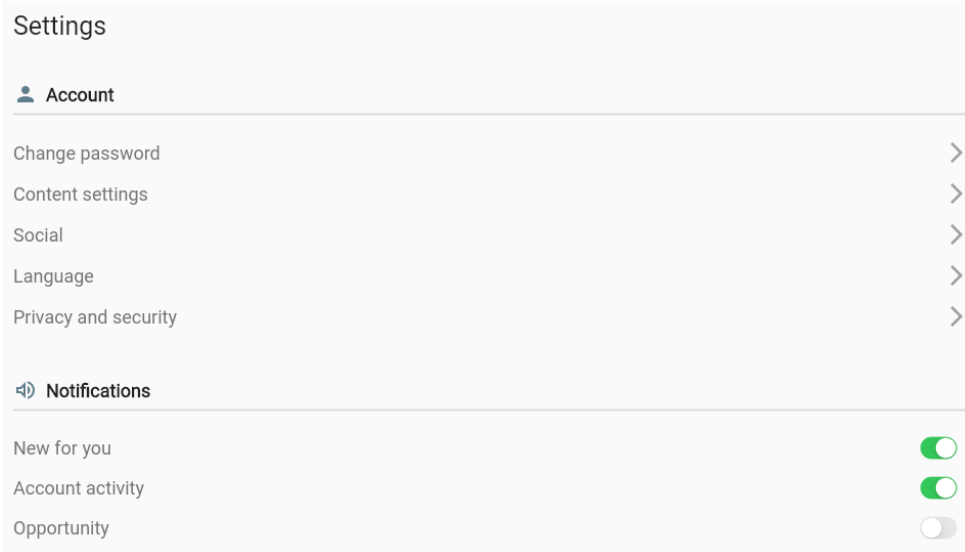 Settings
Account
Change password
Content settings
Social
Language
Privacy and security
Notifications
New for you
Account activity
Opportunity